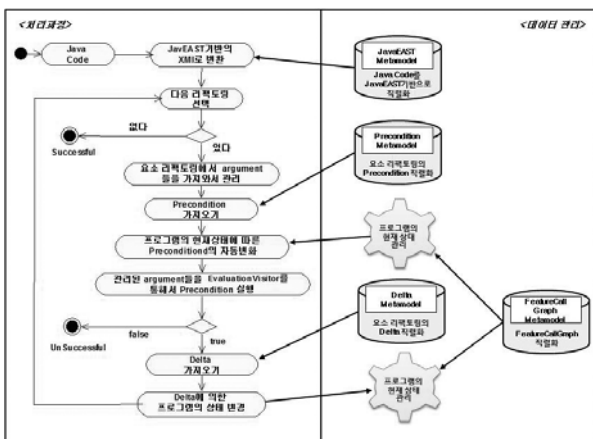 <처리과정>
Java
Code
JavEAST기반의
XMI로 변환
다음 리팩토링
선택
없다
있다
Successful
요소 리팩토링에서 argument
들을 가져와서 관리
Precondition
가져오기
프로그램의 현재상태에 따른
Preconditiond의 자동변화
관리된 argument들을 EvaluationVisitor를
통해서 Precondition 실행
false
true
Un Successful
Delta
가져오기
Delta에 의한
프로그램의 상태 변경
<데이터 관리>
JavaEAST
Metamodel
Java Code를
JavaEAST기반으로
직렬화
Precondition
Metamodel
요소 리팩토링의
Precondition 직렬화
프로그램의
현재 상태
관리
Delta
Metamodel
요소 리팩토링의
Delta 직렬화
FeatureCall
Graph
Metamodel
FeatureCallGraph
직렬화
프로그램의
현재 상태
관리